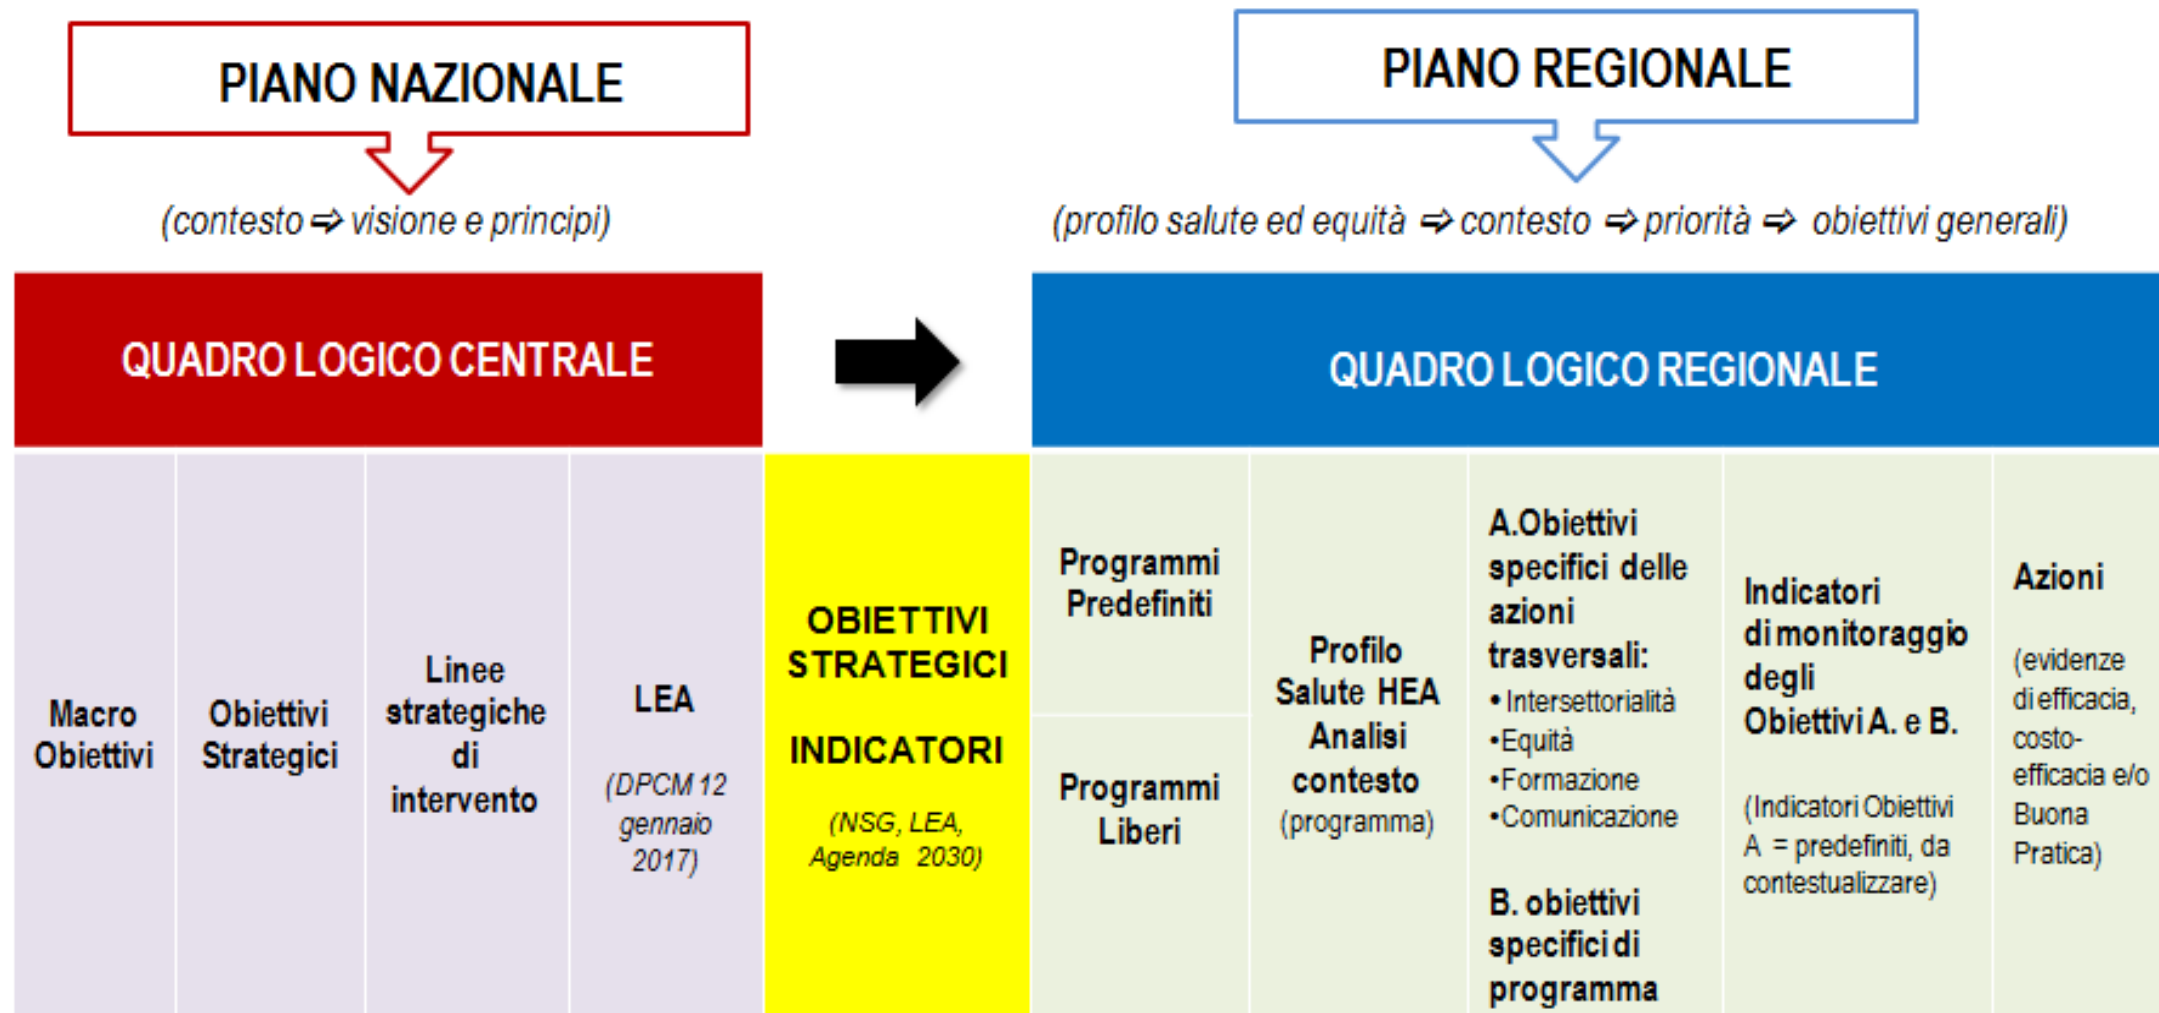 PIANO NAZIONALE
PIANO REGIONALE
(contesto ➩ visione e principi)
(profilo salute ed equità ➩ contesto ➩ priorità ➩ obiettivi generali)
QUADRO LOGICO CENTRALE
QUADRO LOGICO REGIONALE
Macro
Obiettivi
Obiettivi
Strategici
Linee
strategiche
di
intervento
LEA
(DPCM 12
gennaio
2017)
OBIETTIVI
STRATEGICI
INDICATORI
(NSG, LEA,
Agenda 2030)
Programmi
Predefiniti
Programmi
Liberi
Profilo
Salute HEA
Analisi
contesto
(programma)
A.Obiettivi
specifici delle
azioni
trasversali:
• Intersettorialità
•Equità
•Formazione
•Comunicazione
B. obiettivi
specifici di
programma
Indicatori
di monitoraggio
degli
Obiettivi A. e B.
(Indicatori Obiettivi
A = predefiniti, da
contestualizzare)
Azioni
(evidenze
di efficacia,
costo-
efficacia e/o
Buona
Pratica)